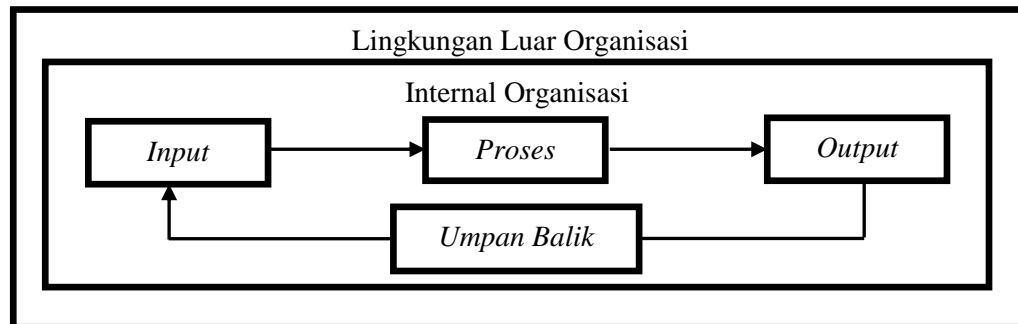 Lingkungan Luar Organisasi
Internal Organisasi
Input
Proses
Output
Umpan Balik